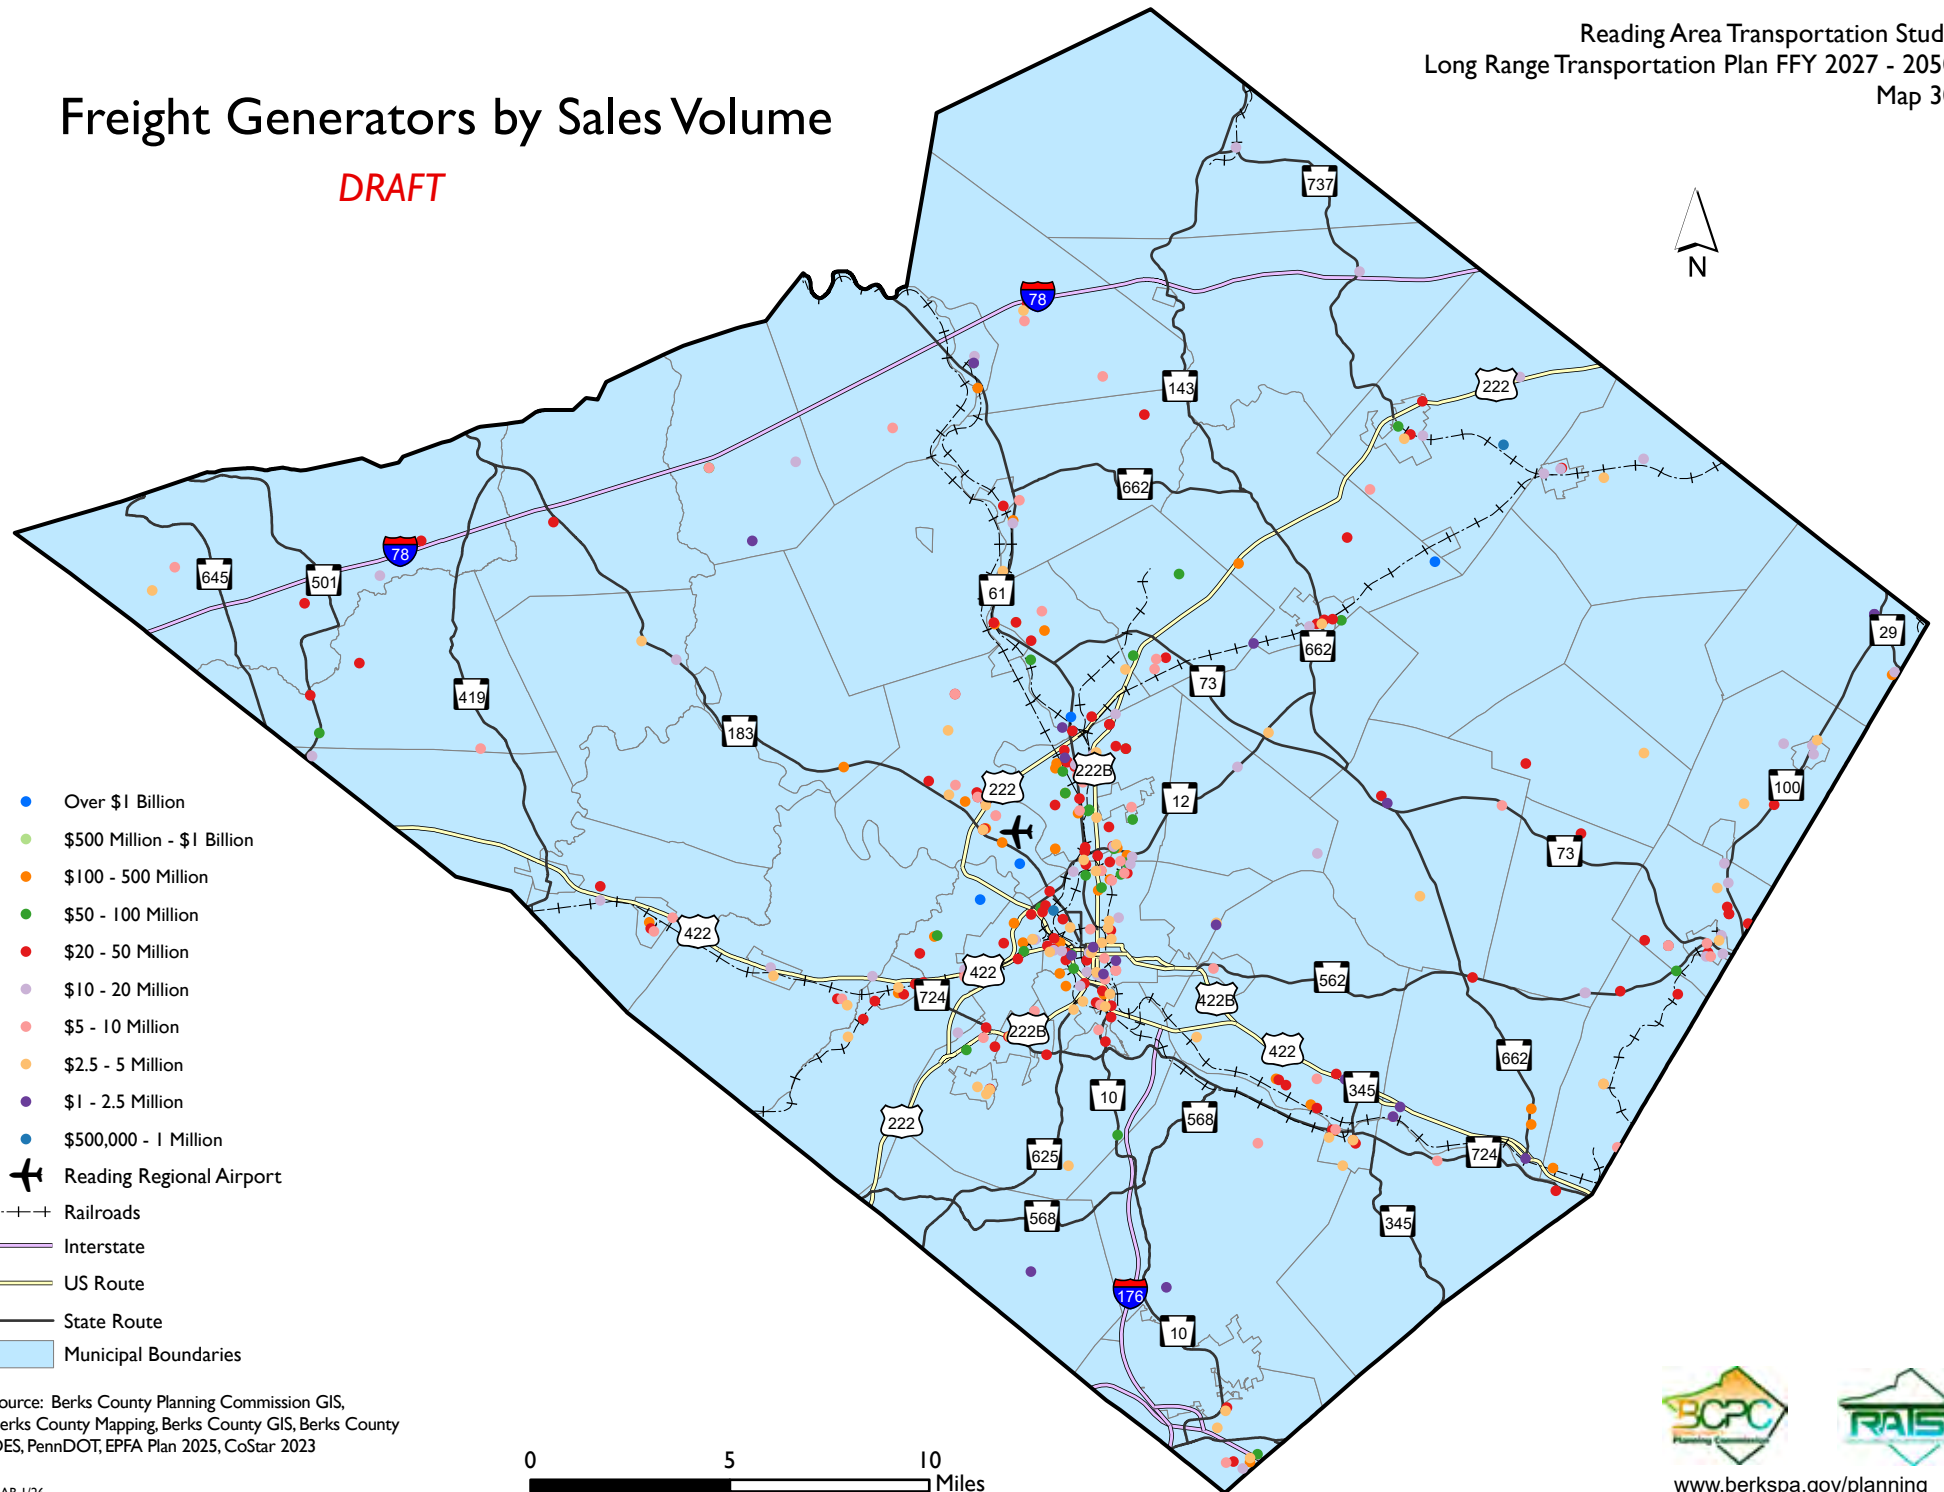 Reading Area Transportation Stud
Long Range Transportation Plan FFY 2027 - 205
Map 3
Freight Generators by Sales Volume
DRAFT
N
737
78
143
222
662
645
501
78
61
662
29
73
419
183
222
222B
12
100
73
422
422
724
562
422B
222B
422
662
345
10
568
222
625
724
568
345
176
10
Over $1 Billion
$500 Million - $1 Billion
$100 - 500 Million
$50 - 100 Million
$20 - 50 Million
$10 - 20 Million
$5 - 10 Million
$2.5 - 5 Million
$1 - 2.5 Million
$500,000 - 1 Million
Reading Regional Airport
Railroads
Interstate
US Route
State Route
Municipal Boundaries
ource: Berks County Planning Commission GIS,
erks County Mapping, Berks County GIS, Berks County
DES, PennDOT, EPFA Plan 2025, CoStar 2023
0 5 10
Miles
BCPC
Planning Commission
RATS
www.berkspa.gov/planning